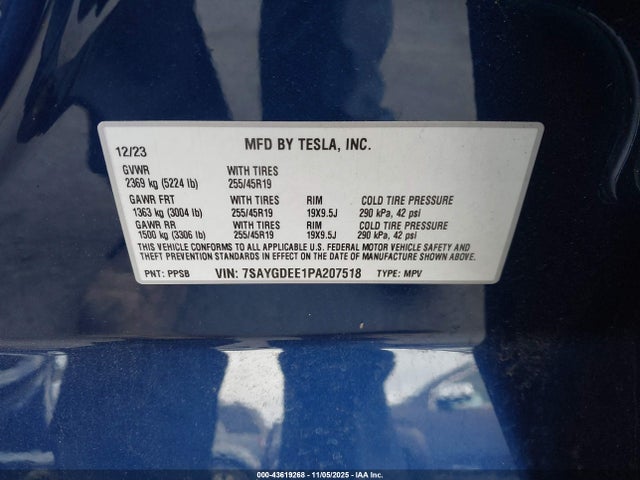 12/23 MFD BY TESLA, INC.
GVWR WITH TIRES
2369 kg (5224 lb) 255/45R19
GAWR FRT WITH TIRES RIM COLD TIRE PRESSURE
1363 kg (3004 lb) 255/45R19 19X9.5J 290 kPa, 42 psi
GAWR RR WITH TIRES RIM COLD TIRE PRESSURE
1500 kg (3306 lb) 255/45R19 19X9.5J 290 kPa, 42 psi
THIS VEHICLE CONFORMS TO ALL APPLICABLE U.S. FEDERAL MOTOR VEHICLE SAFETY AND
THEFT PREVENTION STANDARDS IN EFFECT ON THE DATE OF MANUFACTURE SHOWN ABOVE.
PNT: PPSB VIN: 7SAYGDEE1PA207518 TYPE: MPV
000-43619268 - 11/05/2025 - IAA Inc.